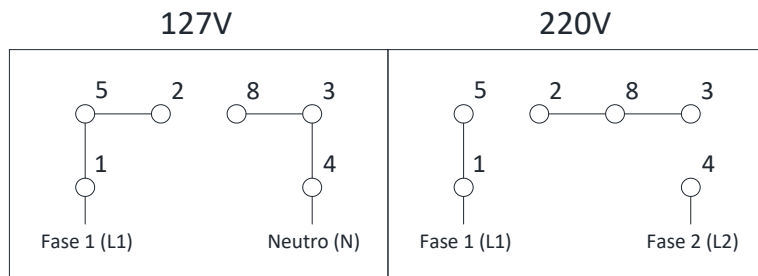 127V 220V
5 2 8 3 5 2 8 3
1 4 1 4
Fase 1 (L1) Neutro (N) Fase 1 (L1) Fase 2 (L2)